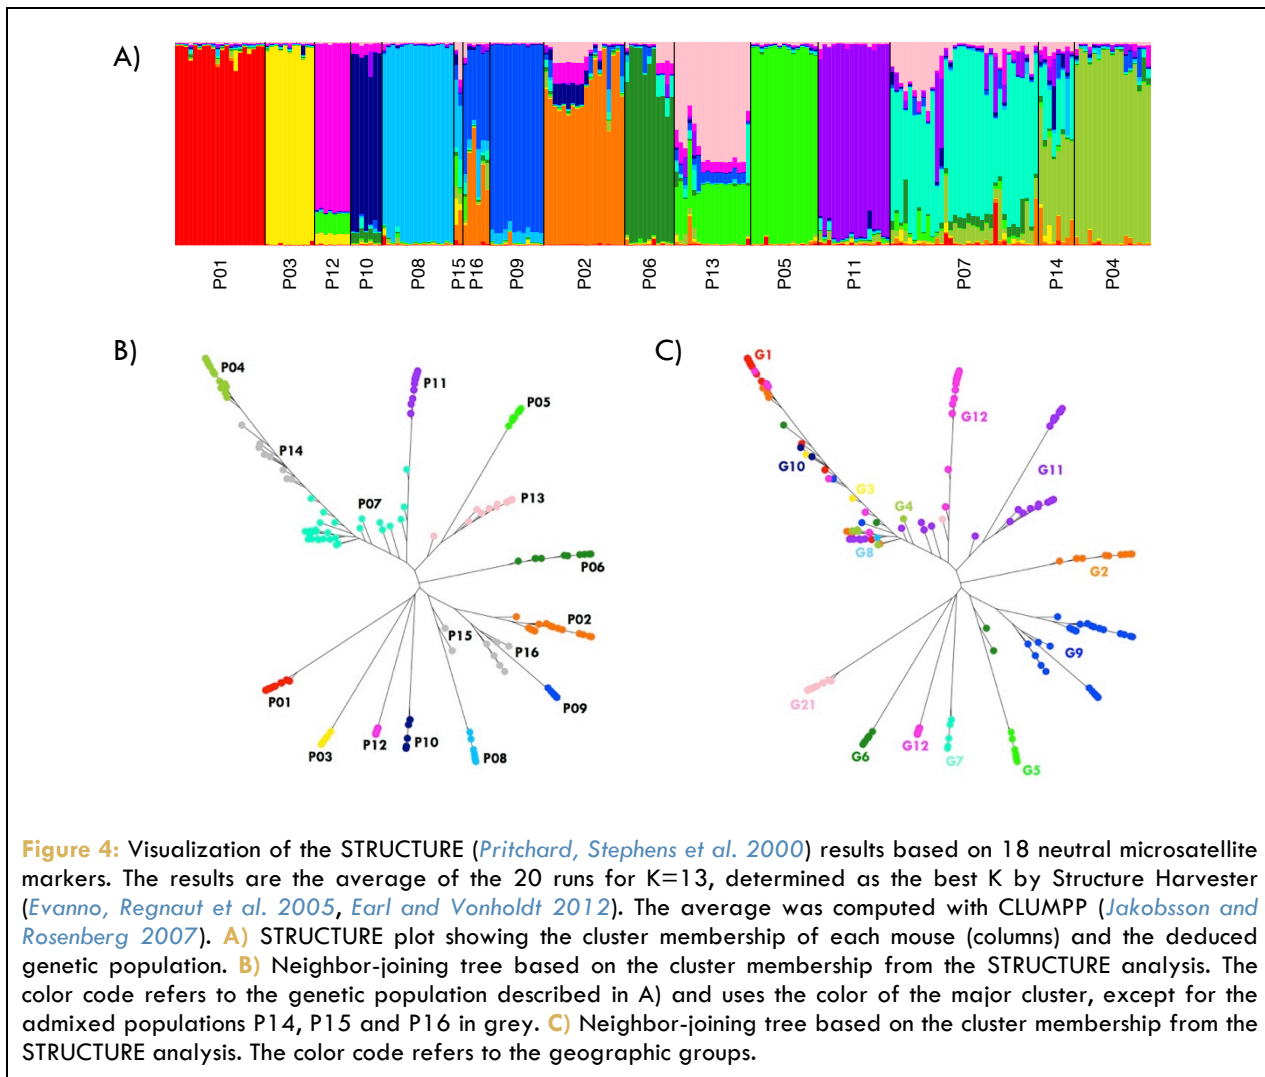 A)
P01 P03 P12 P10 P08 P15 P16 P09 P02 P06 P13 P05 P11 P07 P14 P04
B)
P04
P11
P05
P14
P13
P07
P06
P02
P15
P16
P01
P09
P12
P10
P03
P08
C)
G1
G12
G11
G10
G3
G4
G8
G2
G9
G21
G6
G12
G7
G5
Figure 4: Visualization of the STRUCTURE (Pritchard, Stephens et al. 2000) results based on 18 neutral microsatellite
markers. The results are the average of the 20 runs for K=13, determined as the best K by Structure Harvester
(Evanno, Regnaut et al. 2005, Earl and Vonholdt 2012). The average was computed with CLUMPP (Jakobsson and
Rosenberg 2007). A) STRUCTURE plot showing the cluster membership of each mouse (columns) and the deduced
genetic population. B) Neighbor-joining tree based on the cluster membership from the STRUCTURE analysis. The
color code refers to the genetic population described in A) and uses the color of the major cluster, except for the
admixed populations P14, P15 and P16 in grey. C) Neighbor-joining tree based on the cluster membership from the
STRUCTURE analysis. The color code refers to the geographic groups.